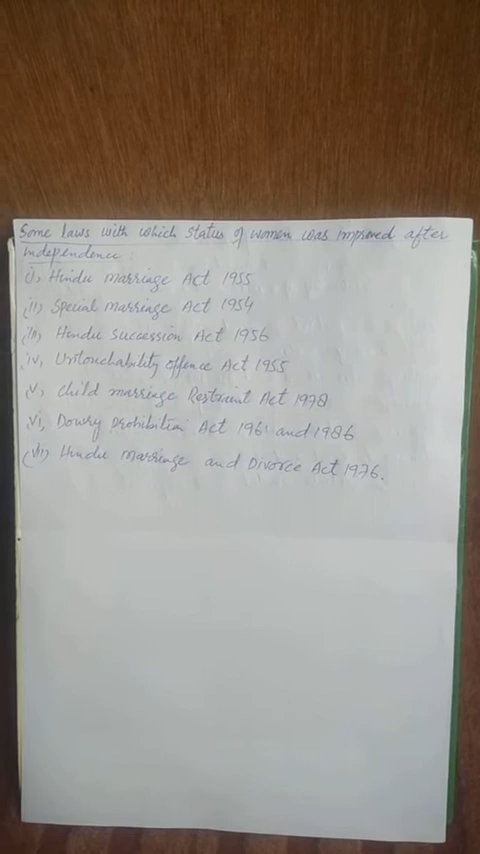 Some laws with which status of women was improved after
independence :
i) Hindu marriage Act 1955
(ii) Special marriage Act 1954
(iii) Hindu succession Act 1956
(iv) Untouchability offence Act 1955
(v) Child marriage Restraint Act 1978
(vi) Dowry Prohibition Act 1961 and 1986
(vii) Hindu marriage and Divorce Act 1976.